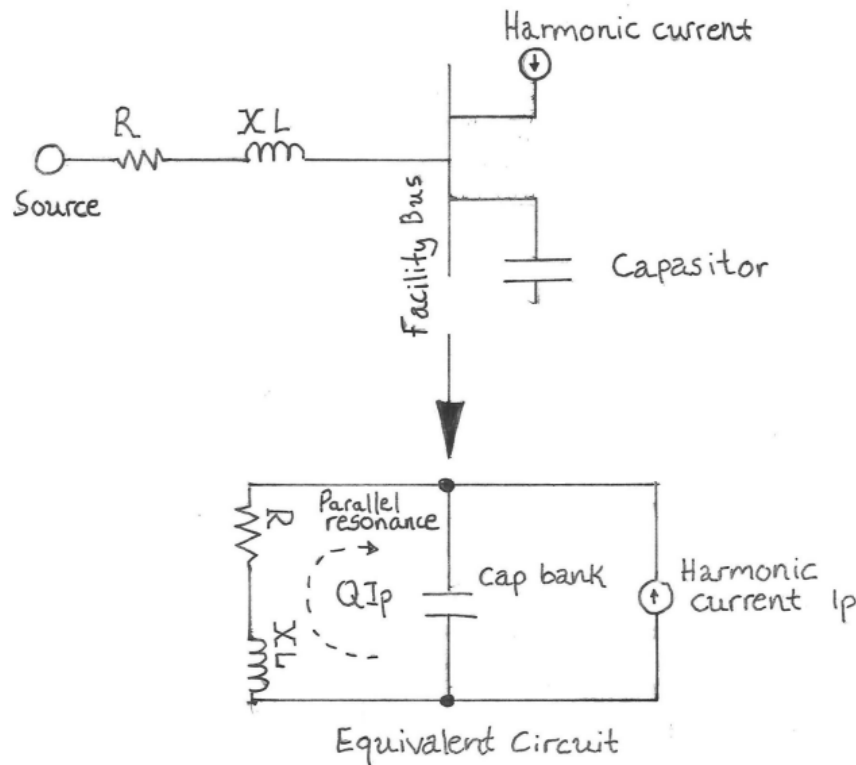 Harmonic current
R
XL
Source
Facility Bus
Capasitor
R
Parallel
resonance
QIp
XL
Cap bank
Harmonic
current Ip
Equivalent Circuit